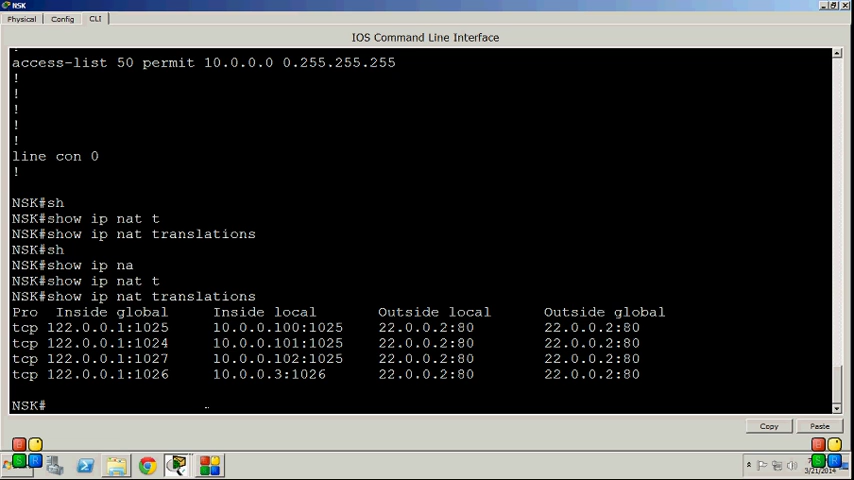 NSK
Physical Config CLI
IOS Command Line Interface
access-list 50 permit 10.0.0.0 0.255.255.255
!
!
!
!
!
line con 0
!
NSK#sh
NSK#show ip nat t
NSK#show ip nat translations
NSK#sh
NSK#show ip na
NSK#show ip nat t
NSK#show ip nat translations
Pro Inside global Inside local Outside local Outside global
tcp 122.0.0.1:1025 10.0.0.100:1025 22.0.0.2:80 22.0.0.2:80
tcp 122.0.0.1:1024 10.0.0.101:1025 22.0.0.2:80 22.0.0.2:80
tcp 122.0.0.1:1027 10.0.0.102:1025 22.0.0.2:80 22.0.0.2:80
tcp 122.0.0.1:1026 10.0.0.3:1026 22.0.0.2:80 22.0.0.2:80
NSK#
Copy Paste
3/21/2014